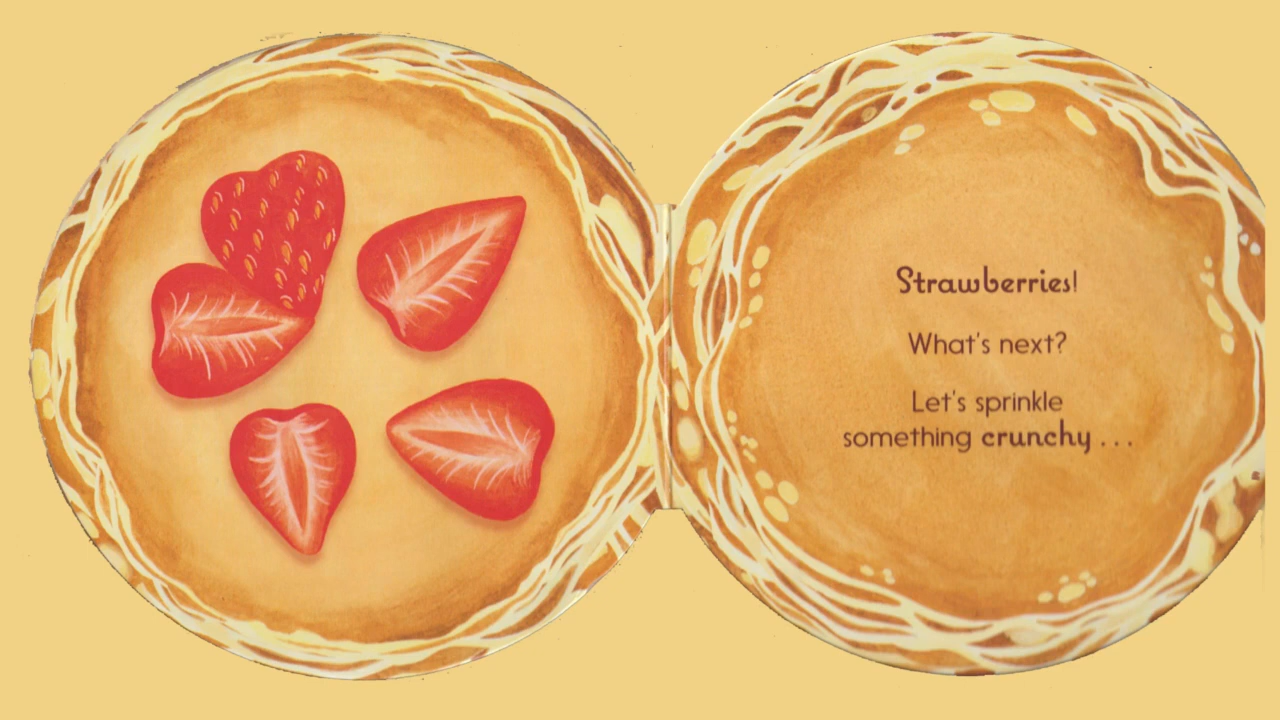 Strawberries!
What's next?
Let's sprinkle
something crunchy . . .